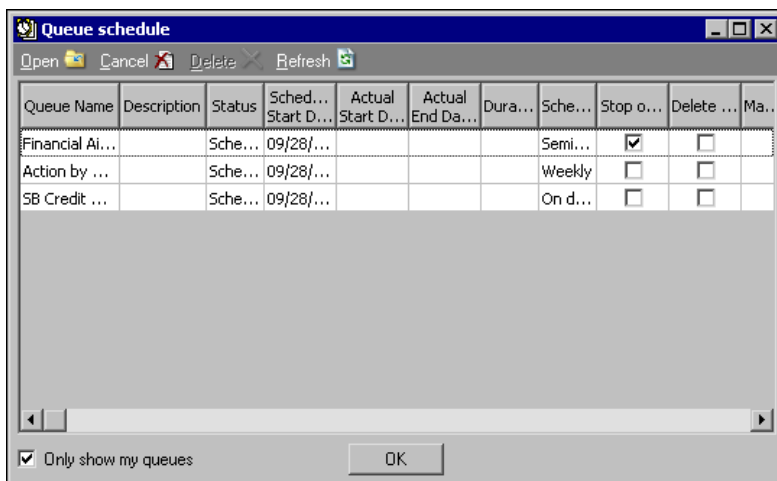 Queue schedule
Open Cancel Delete Refresh
Queue Name Description Status Sched... Start D... Actual Start D... Actual End Da... Dura... Sche... Stop o... Delete ... Ma...
Financial Ai... Sche... 09/28/... Semi...
Action by ... Sche... 09/28/... Weekly
SB Credit ... Sche... 09/28/... On d...
Only show my queues OK